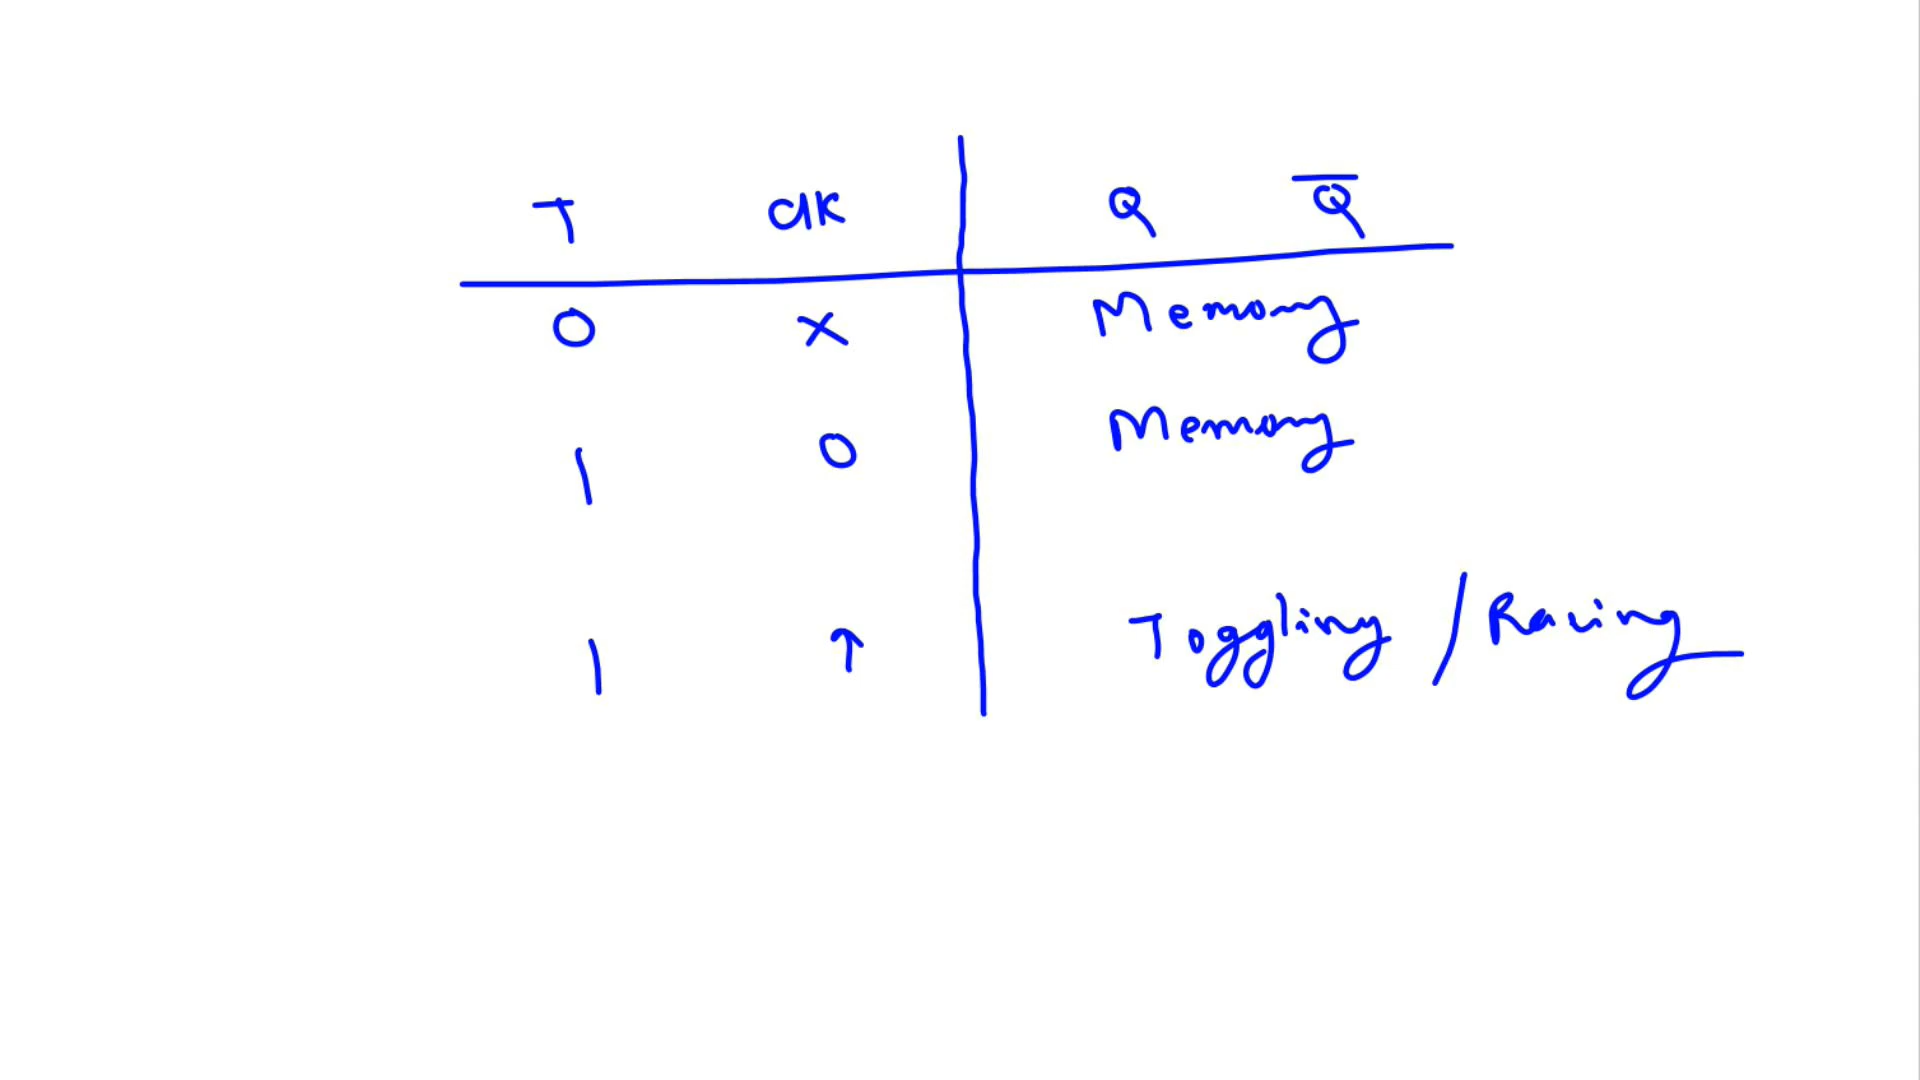 T clk Q Q̅
0 x Memory
1 0 Memory
1 ↑ Toggling / Racing